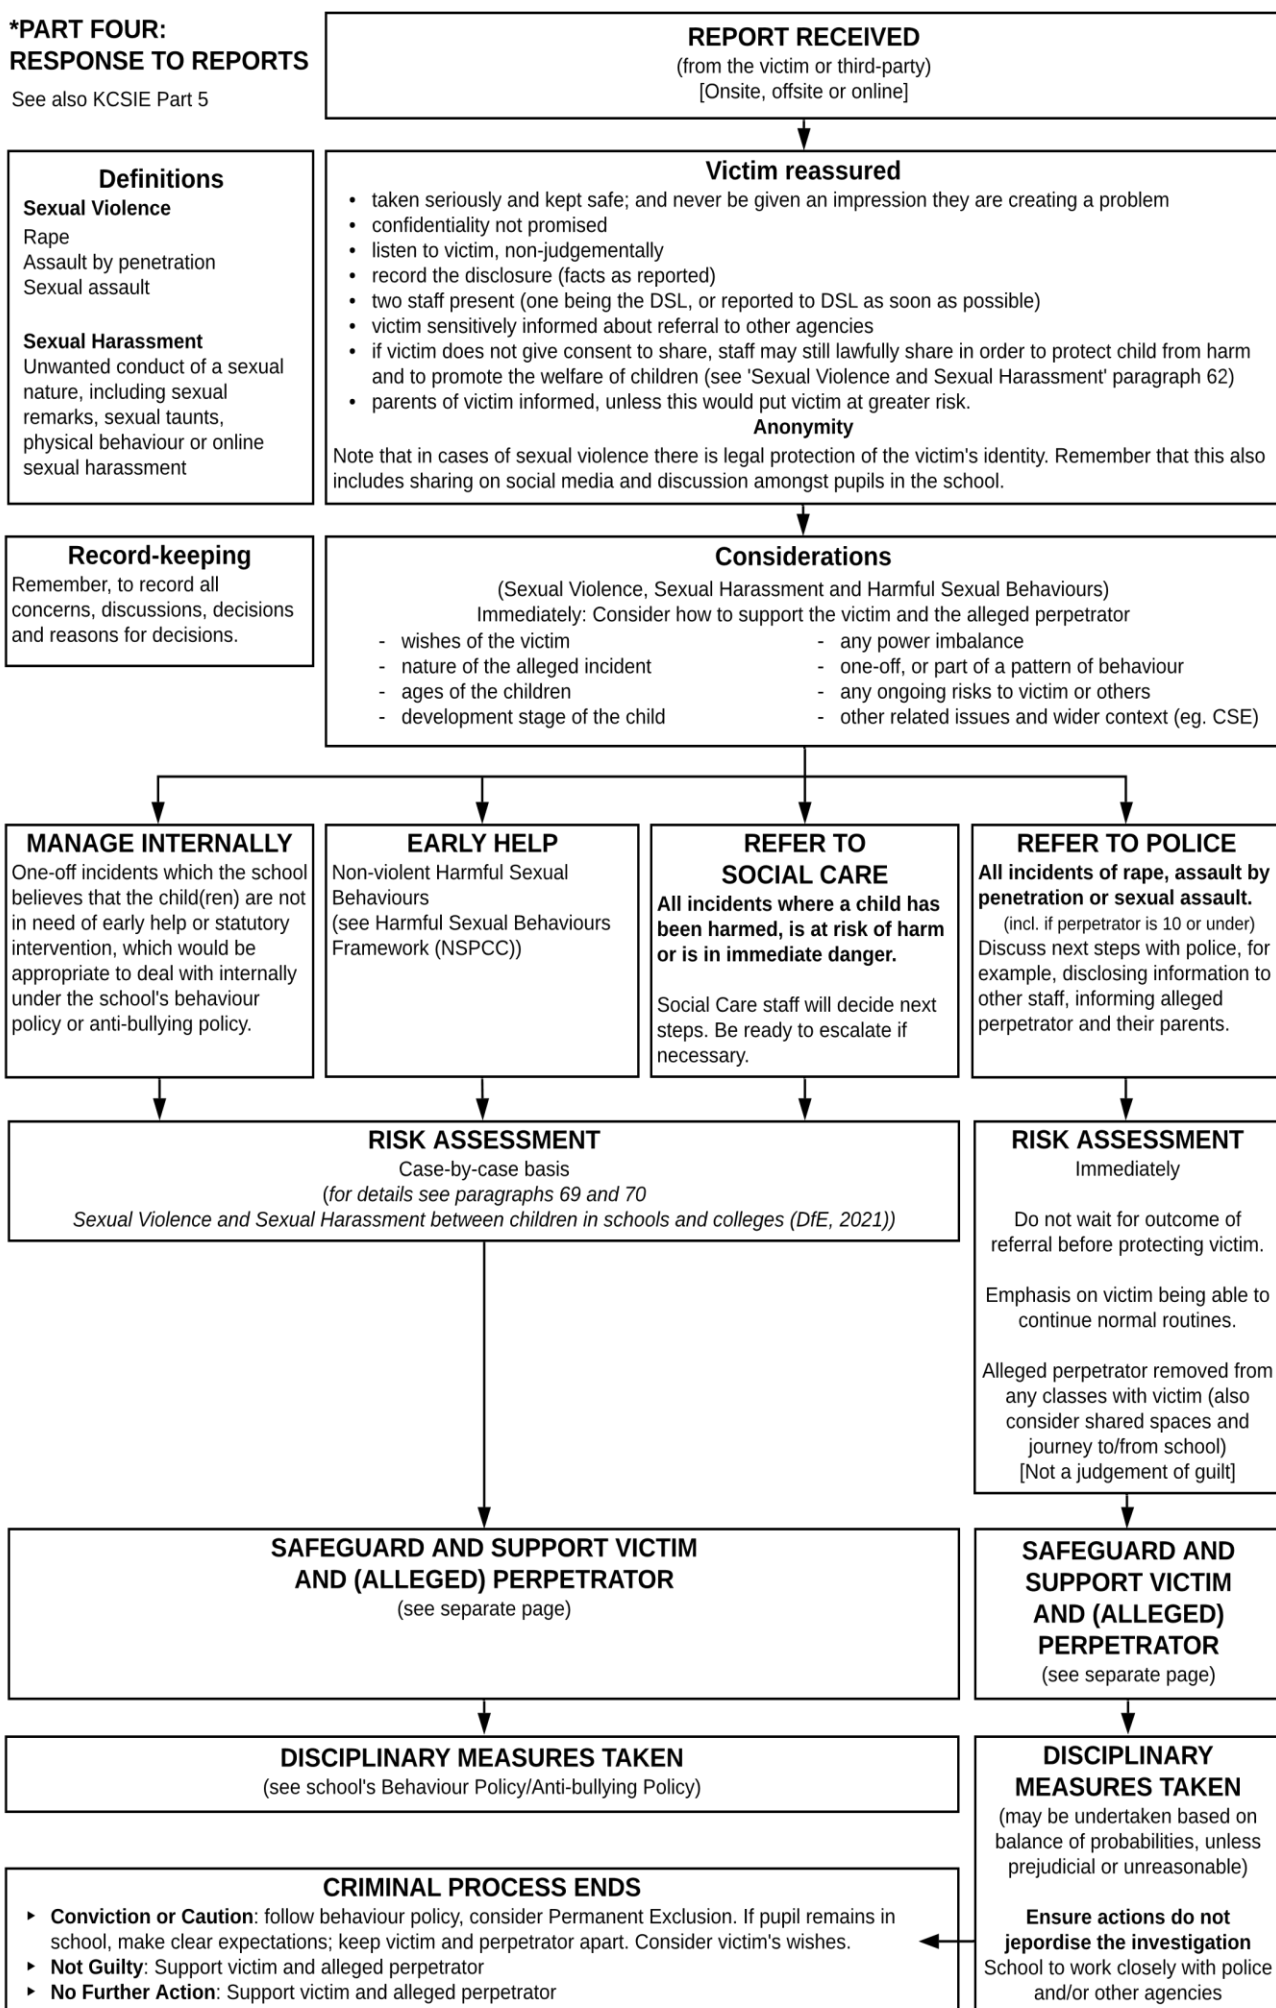 *PART FOUR:
RESPONSE TO REPORTS
See also KCSIE Part 5
REPORT RECEIVED
(from the victim or third-party)
[Onsite, offsite or online]
Definitions
Sexual Violence
Rape
Assault by penetration
Sexual assault
Sexual Harassment
Unwanted conduct of a sexual
nature, including sexual
remarks, sexual taunts,
physical behaviour or online
sexual harassment
Victim reassured
• taken seriously and kept safe; and never be given an impression they are creating a problem
• confidentiality not promised
• listen to victim, non-judgementally
• record the disclosure (facts as reported)
• two staff present (one being the DSL, or reported to DSL as soon as possible)
• victim sensitively informed about referral to other agencies
• if victim does not give consent to share, staff may still lawfully share in order to protect child from harm
and to promote the welfare of children (see 'Sexual Violence and Sexual Harassment' paragraph 62)
• parents of victim informed, unless this would put victim at greater risk.
Anonymity
Note that in cases of sexual violence there is legal protection of the victim's identity. Remember that this also
includes sharing on social media and discussion amongst pupils in the school.
Record-keeping
Remember, to record all
concerns, discussions, decisions
and reasons for decisions.
Considerations
(Sexual Violence, Sexual Harassment and Harmful Sexual Behaviours)
Immediately: Consider how to support the victim and the alleged perpetrator
- wishes of the victim
- nature of the alleged incident
- ages of the children
- development stage of the child
- any power imbalance
- one-off, or part of a pattern of behaviour
- any ongoing risks to victim or others
- other related issues and wider context (eg. CSE)
MANAGE INTERNALLY
One-off incidents which the school
believes that the child(ren) are not
in need of early help or statutory
intervention, which would be
appropriate to deal with internally
under the school's behaviour
policy or anti-bullying policy.
EARLY HELP
Non-violent Harmful Sexual
Behaviours
(see Harmful Sexual Behaviours
Framework (NSPCC))
REFER TO
SOCIAL CARE
All incidents where a child has
been harmed, is at risk of harm
or is in immediate danger.
Social Care staff will decide next
steps. Be ready to escalate if
necessary.
REFER TO POLICE
All incidents of rape, assault by
penetration or sexual assault.
(incl. if perpetrator is 10 or under)
Discuss next steps with police, for
example, disclosing information to
other staff, informing alleged
perpetrator and their parents.
RISK ASSESSMENT
Case-by-case basis
(for details see paragraphs 69 and 70
Sexual Violence and Sexual Harassment between children in schools and colleges (DfE, 2021))
RISK ASSESSMENT
Immediately
Do not wait for outcome of
referral before protecting victim.
Emphasis on victim being able to
continue normal routines.
Alleged perpetrator removed from
any classes with victim (also
consider shared spaces and
journey to/from school)
[Not a judgement of guilt]
SAFEGUARD AND SUPPORT VICTIM
AND (ALLEGED) PERPETRATOR
(see separate page)
SAFEGUARD AND
SUPPORT VICTIM
AND (ALLEGED)
PERPETRATOR
(see separate page)
DISCIPLINARY MEASURES TAKEN
(see school's Behaviour Policy/Anti-bullying Policy)
DISCIPLINARY
MEASURES TAKEN
(may be undertaken based on
balance of probabilities, unless
prejudicial or unreasonable)
Ensure actions do not
jepordise the investigation
School to work closely with police
and/or other agencies
CRIMINAL PROCESS ENDS
▸ Conviction or Caution: follow behaviour policy, consider Permanent Exclusion. If pupil remains in
school, make clear expectations; keep victim and perpetrator apart. Consider victim's wishes.
▸ Not Guilty: Support victim and alleged perpetrator
▸ No Further Action: Support victim and alleged perpetrator